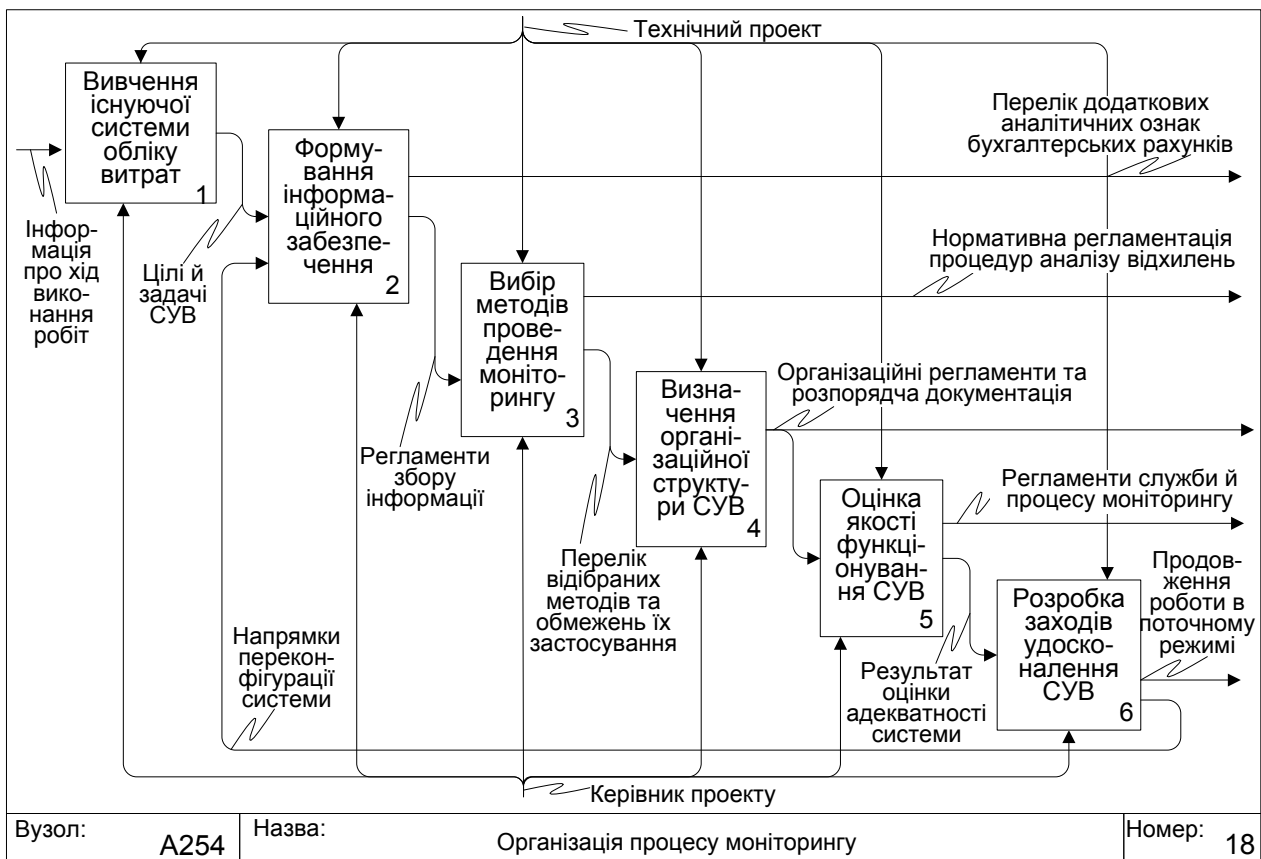 Технічний проект
Вивчення
існуючої
системи
обліку
витрат
1
Інфор-
мація
про хід
вико-
нання
робіт
Цілі й
задачі
СУВ
Форму-
вання
інформа-
ційного
забезпе-
чення
2
Перелік додаткових
аналітичних ознак
бухгалтерських рахунків
Нормативна регламентація
процедур аналізу відхилень
Вибір
методів
прове-
дення
моніто-
рингу
3
Регламенти
збору
інформації
Визна-
чення
органі-
заційної
структу-
ри СУВ
4
Організаційні регламенти та
розпорядча документація
Перелік
відібраних
методів та
обмежень їх
застосування
Оцінка
якості
функці-
онуван-
ня СУВ
5
Регламенти служби й
процесу моніторингу
Продов-
ження
роботи в
поточному
режимі
Розробка
заходів
удоско-
налення
СУВ
6
Результат
оцінки
адекватності
системи
Напрямки
переконфі-
гурації
системи
Керівник проекту
Вузол:
А254
Назва:
Організація процесу моніторингу
Номер:
18